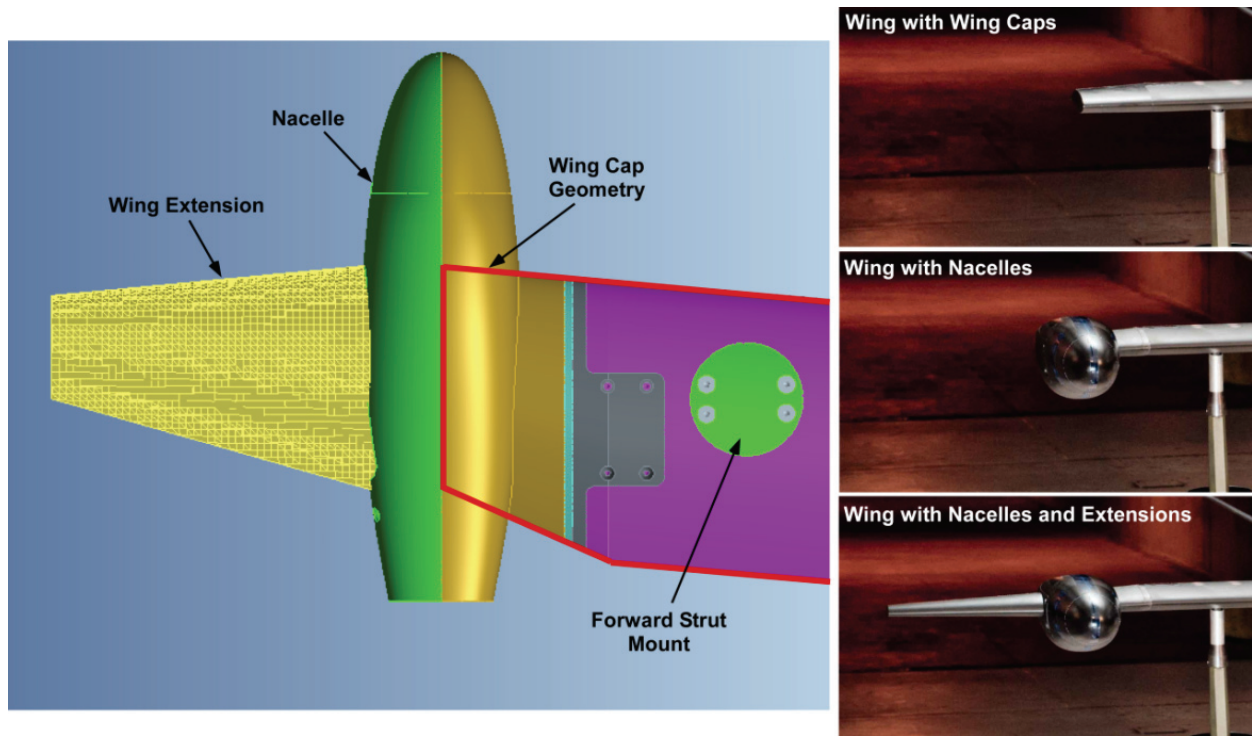 Nacelle
Wing Cap
Geometry
Wing Extension
Forward Strut
Mount
Wing with Wing Caps
Wing with Nacelles
Wing with Nacelles and Extensions